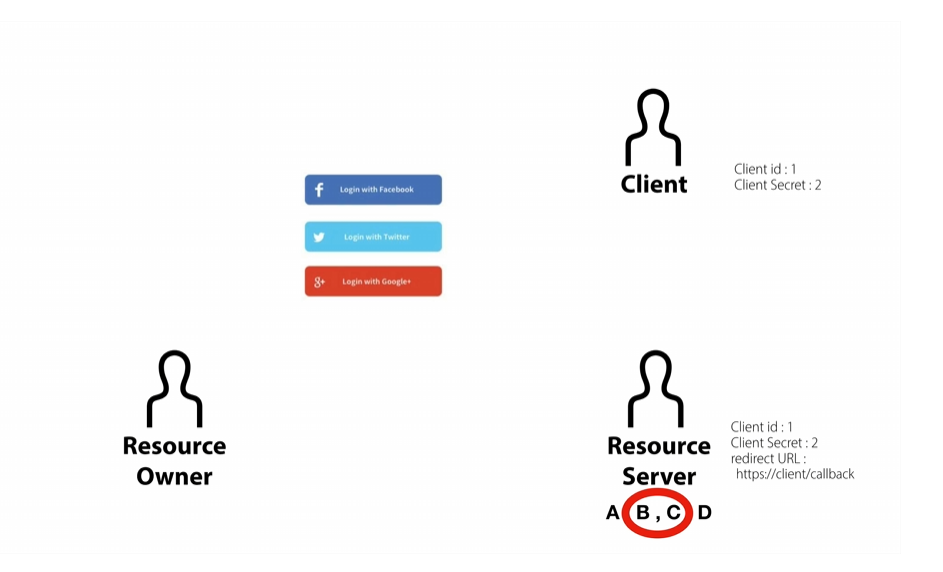 Client
Client id : 1
Client Secret : 2
f Login with Facebook
Login with Twitter
g+ Login with Google+
Resource
Owner
Resource
Server
Client id : 1
Client Secret : 2
redirect URL :
https://client/callback
A B , C D